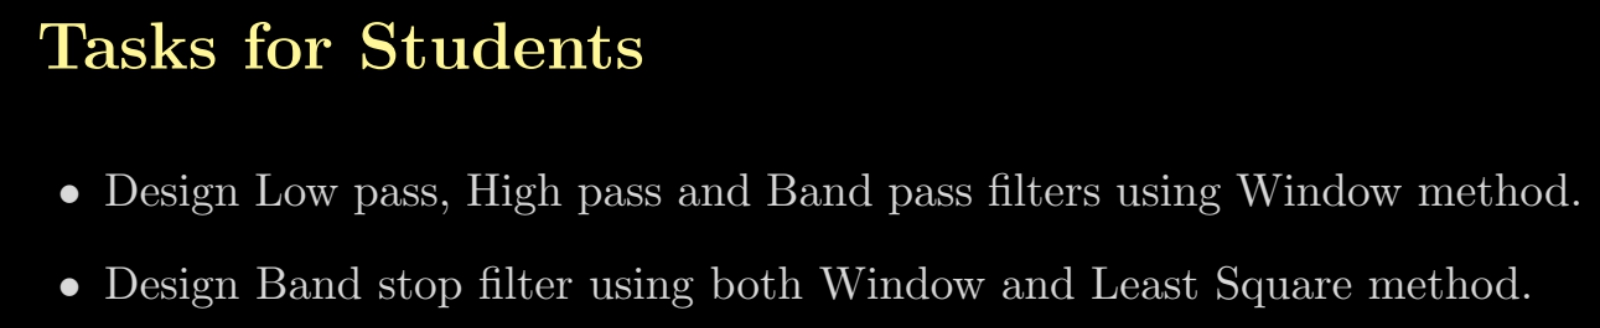 Tasks for Students
• Design Low pass, High pass and Band pass filters using Window method.
• Design Band stop filter using both Window and Least Square method.